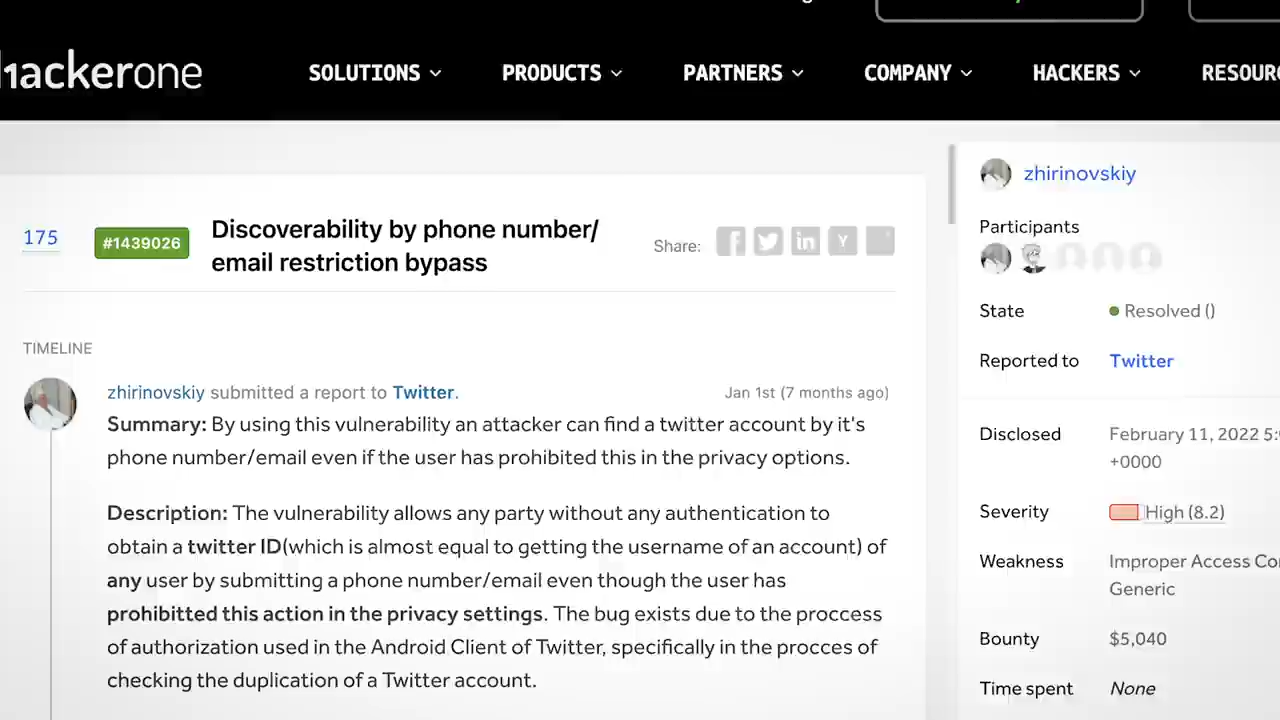 hackerone
SOLUTIONS
PRODUCTS
PARTNERS
COMPANY
HACKERS
175
#1439026
Discoverability by phone number/
email restriction bypass
Share:
TIMELINE
zhirinovskiy submitted a report to Twitter.
Jan 1st (7 months ago)
Summary: By using this vulnerability an attacker can find a twitter account by it's
phone number/email even if the user has prohibited this in the privacy options.
Description: The vulnerability allows any party without any authentication to
obtain a twitter ID(which is almost equal to getting the username of an account) of
any user by submitting a phone number/email even though the user has
prohibitted this action in the privacy settings. The bug exists due to the proccess
of authorization used in the Android Client of Twitter, specifically in the procces of
checking the duplication of a Twitter account.
zhirinovskiy
Participants
State
Resolved ()
Reported to
Twitter
Disclosed
February 11, 2022 5:
+0000
Severity
High (8.2)
Weakness
Improper Access
Generic
Bounty
$5,040
Time spent
None